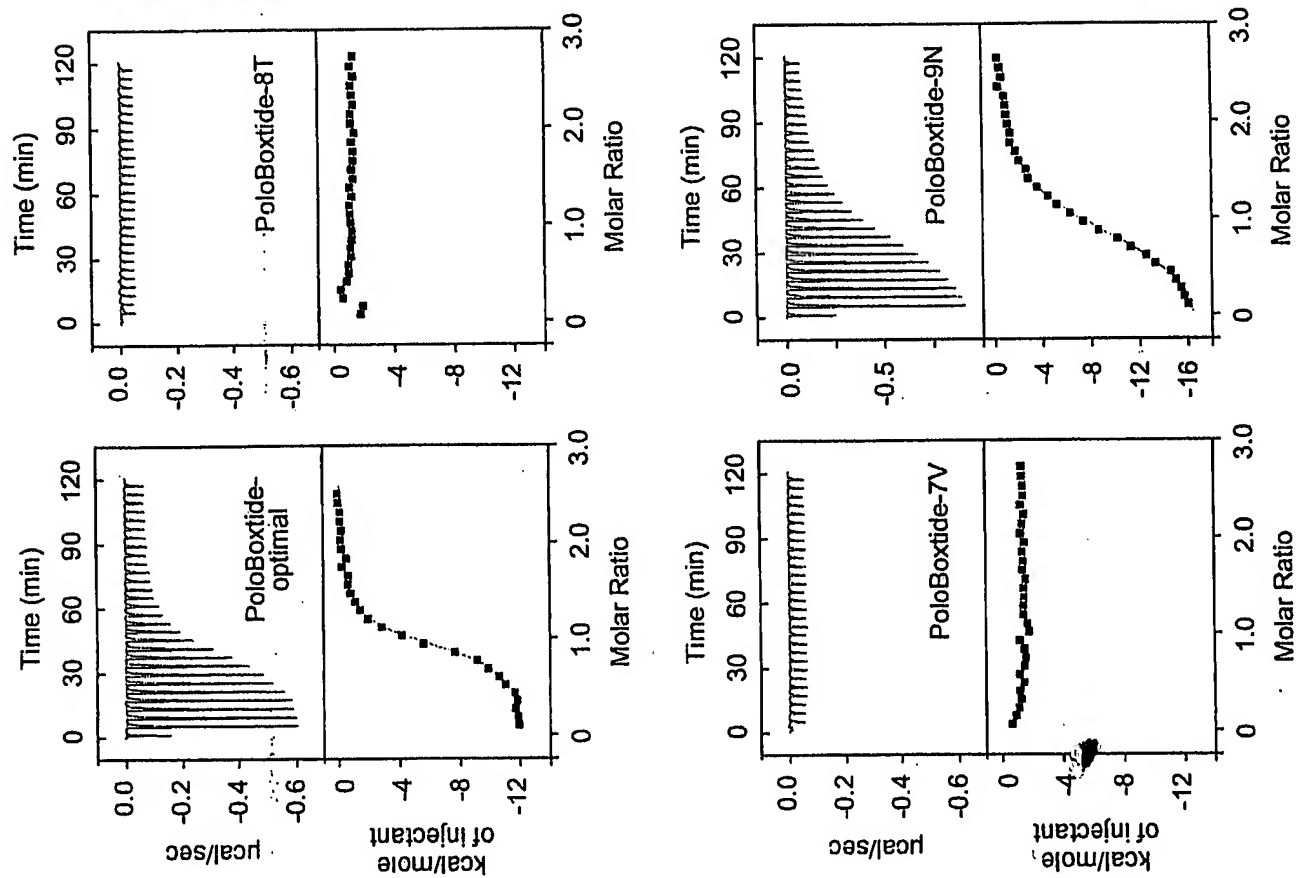 Time (min)
0 30 60 90 120
0.0
-0.2
-0.4
-0.6
µcal/sec
PoloBoxtide-
optimal
0
-4
-8
-12
kcal/mole
of injectant
0 1.0 2.0 3.0
Molar Ratio
Time (min)
0 30 60 90 120
0.0
-0.2
-0.4
-0.6
PoloBoxtide-8T
0
-4
-8
-12
0 1.0 2.0 3.0
Molar Ratio
Time (min)
0 30 60 90 120
0.0
-0.2
-0.4
-0.6
µcal/sec
PoloBoxtide-7V
0
-4
-8
-12
kcal/mole
of injectant
0 1.0 2.0 3.0
Molar Ratio
Time (min)
0 30 60 90 120
0.0
-0.5
PoloBoxtide-9N
0
-4
-8
-12
-16
0 1.0 2.0 3.0
Molar Ratio